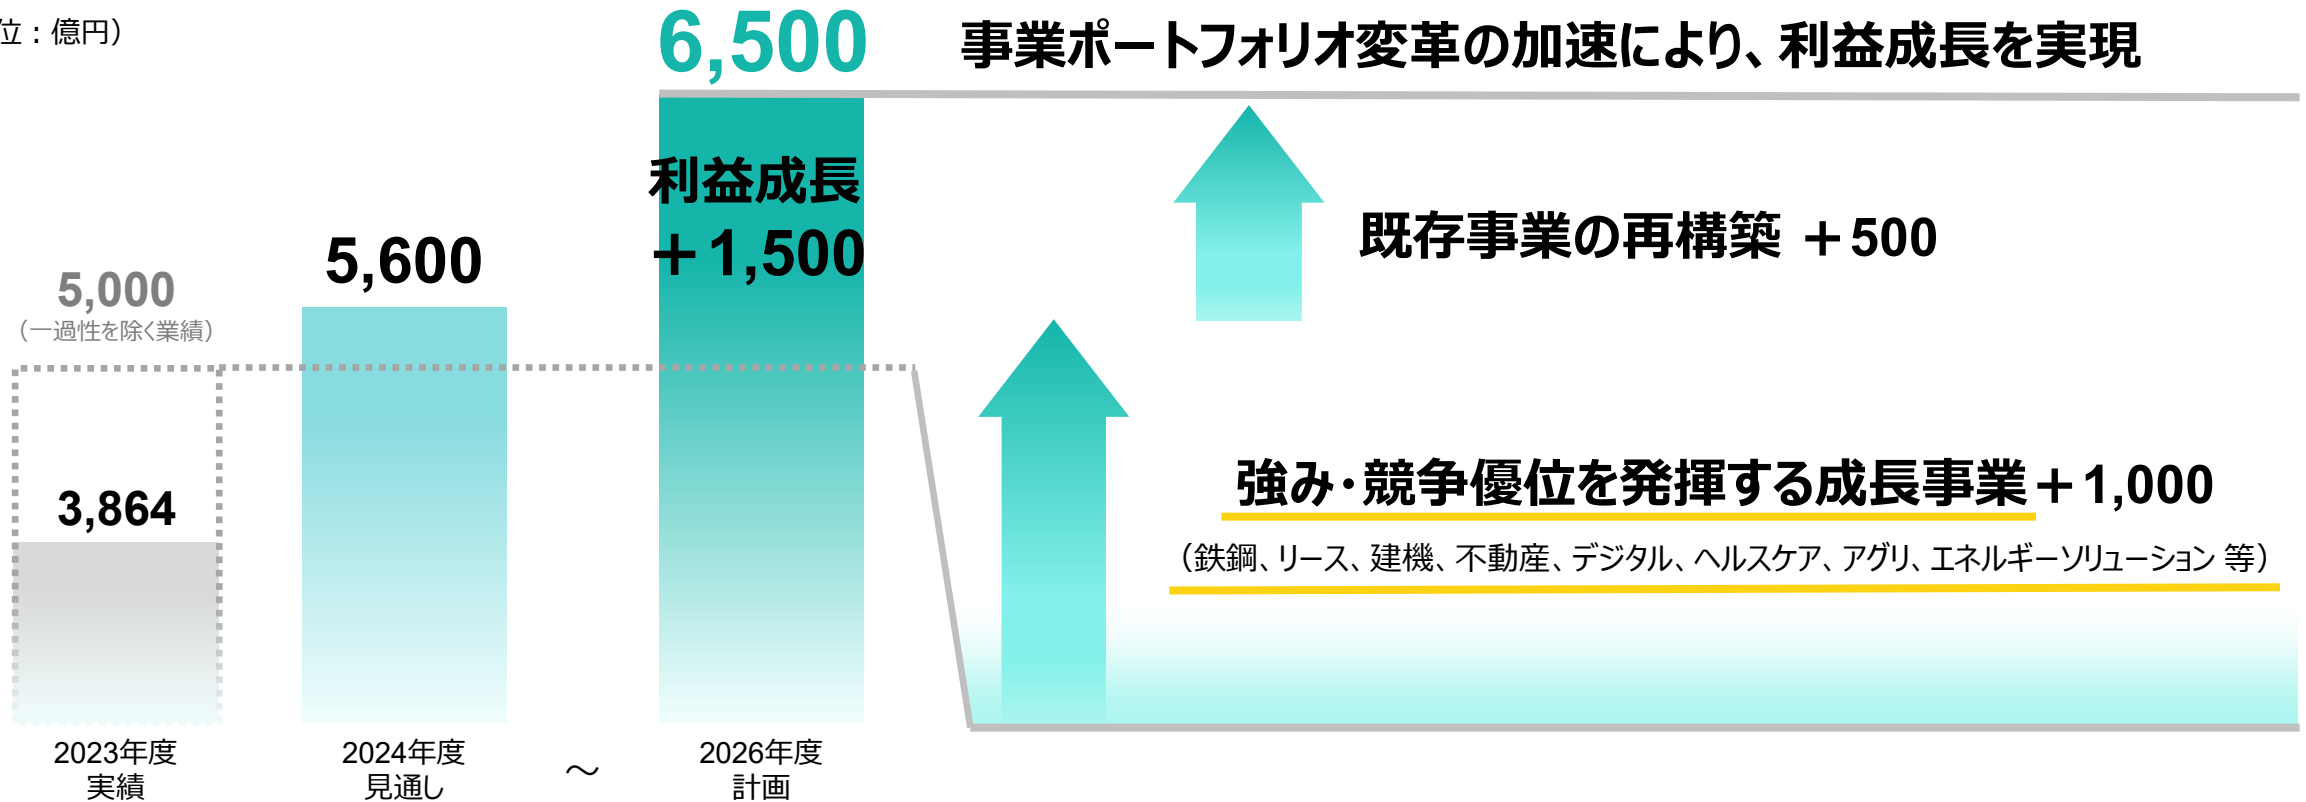 位：億円）
6,500
事業ポートフォリオ変革の加速により、利益成長を実現
利益成長
＋1,500
既存事業の再構築 ＋500
5,600
5,000
（一過性を除く業績）
3,864
強み・競争優位を発揮する成長事業＋1,000
（鉄鋼、リース、建機、不動産、デジタル、ヘルスケア、アグリ、エネルギーソリューション 等）
2023年度
実績
2024年度
見通し
～
2026年度
計画